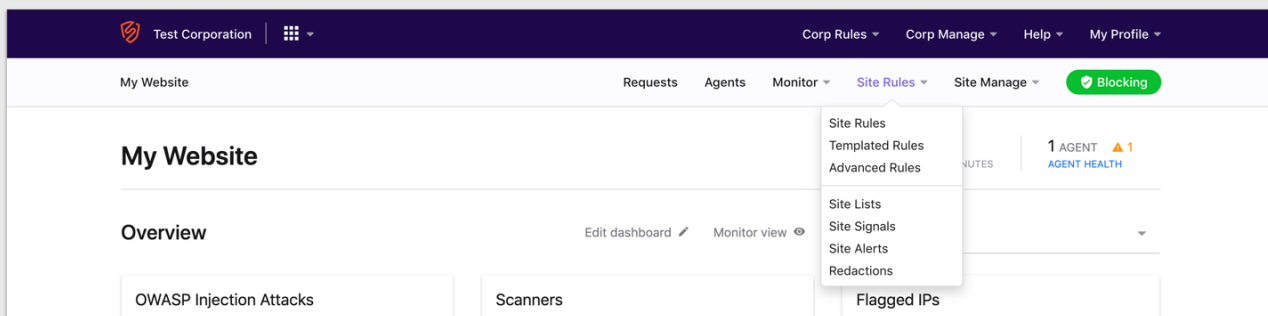 Test Corporation Corp Rules Corp Manage Help My Profile
My Website Requests Agents Monitor Site Rules Site Manage Blocking
Site Rules
Templated Rules
Advanced Rules
Site Lists
Site Signals
Site Alerts
Redactions
My Website
1 AGENT 1
AGENT HEALTH
Overview Edit dashboard Monitor view
OWASP Injection Attacks Scanners Flagged IPs